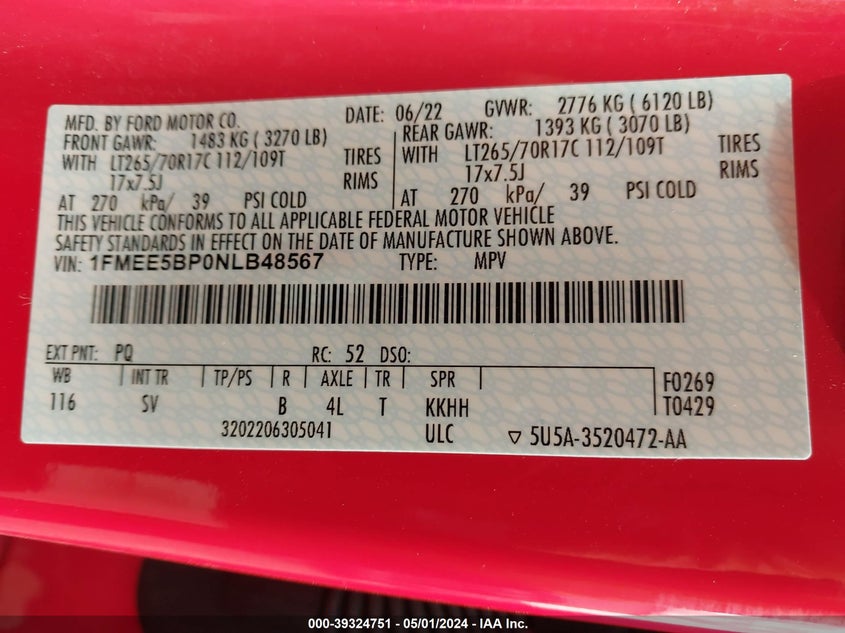 MFD. BY FORD MOTOR CO. DATE: 06/22 GVWR: 2776 KG ( 6120 LB)
FRONT GAWR: 1483 KG ( 3270 LB) REAR GAWR: 1393 KG ( 3070 LB)
WITH LT265/70R17C 112/109T TIRES WITH LT265/70R17C 112/109T TIRES
17x7.5J RIMS 17x7.5J RIMS
AT 270 kPa/ 39 PSI COLD AT 270 kPa/ 39 PSI COLD
THIS VEHICLE CONFORMS TO ALL APPLICABLE FEDERAL MOTOR VEHICLE
SAFETY STANDARDS IN EFFECT ON THE DATE OF MANUFACTURE SHOWN ABOVE.
VIN: 1FMEE5BP0NLB48567 TYPE: MPV
EXT PNT: PQ RC: 52 DSO:
WB INT TR TP/PS R AXLE TR SPR F0269
116 SV B 4L T KKHH T0429
3202206305041 ULC ▽ 5U5A-3520472-AA
000-39324751 / 05/01/2024 - IAA Inc.